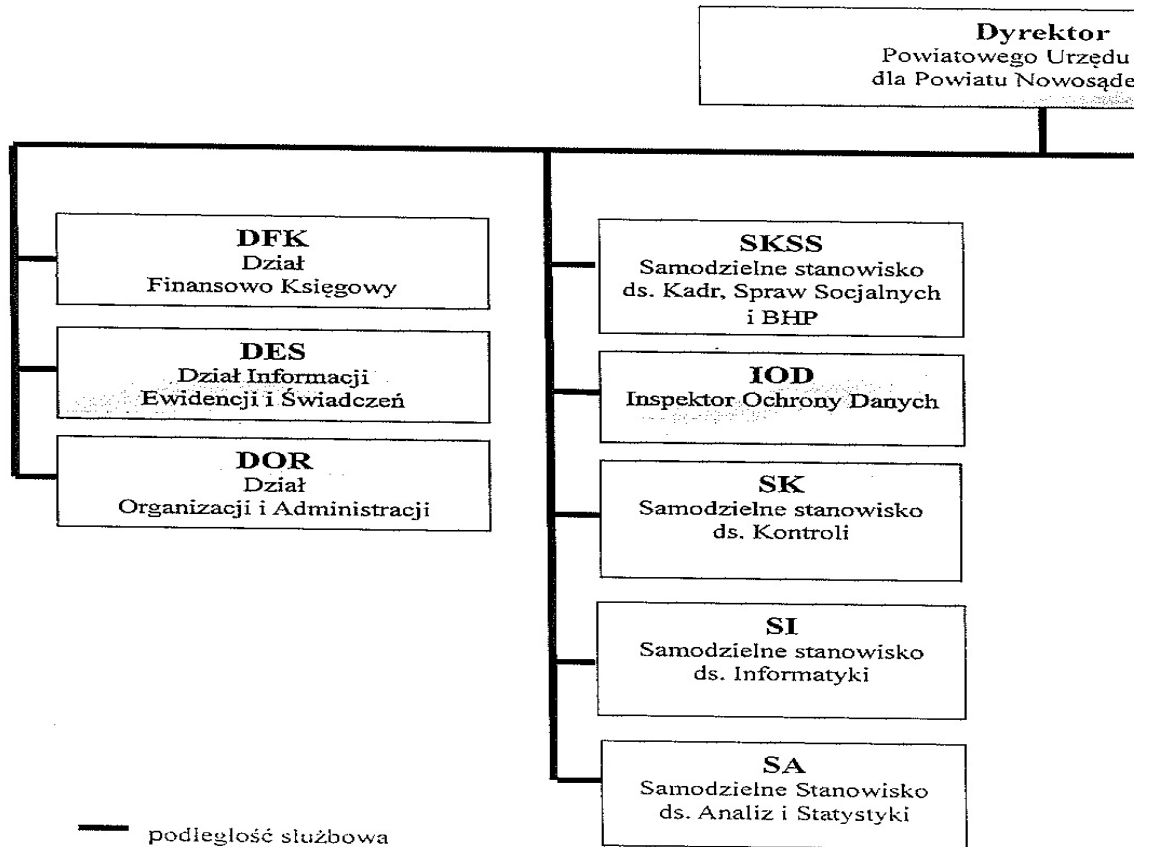 Dyrektor
Powiatowego Urzędu
dla Powiatu Nowosąde
DFK
Dział
Finansowo Księgowy
DES
Dział Informacji
Ewidencji i Świadczeń
DOR
Dział
Organizacji i Administracji
SKSS
Samodzielne stanowisko
ds. Kadr, Spraw Socjalnych
i BHP
IOD
Inspektor Ochrony Danych
SK
Samodzielne stanowisko
ds. Kontroli
SI
Samodzielne stanowisko
ds. Informatyki
SA
Samodzielne Stanowisko
ds. Analiz i Statystyki
podległość służbowa